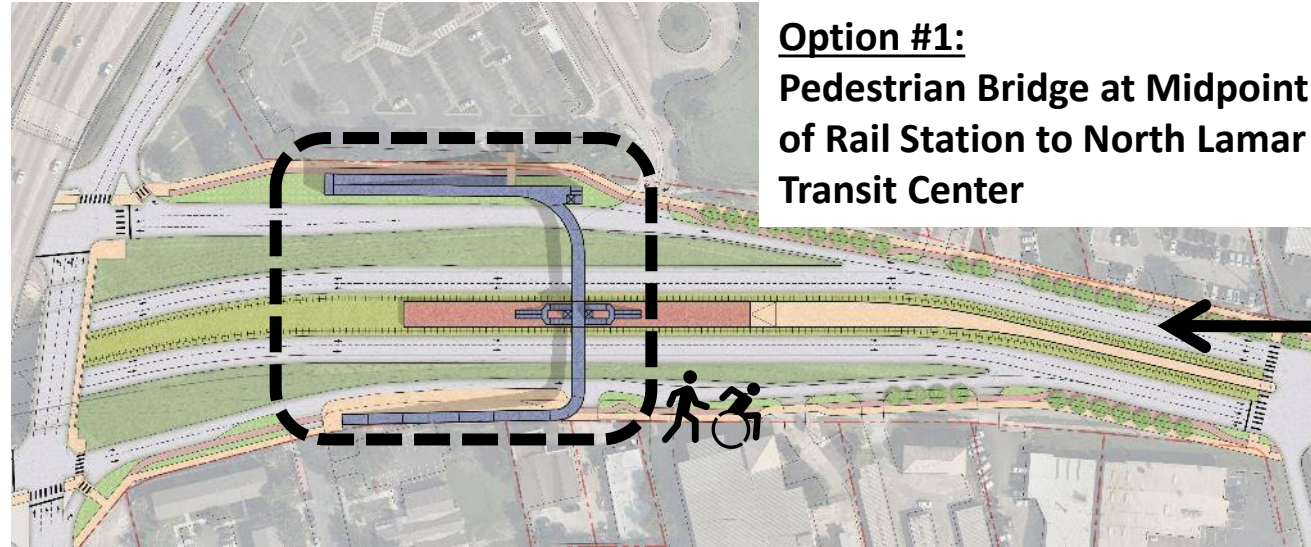 Option #1:
Pedestrian Bridge at Midpoint
of Rail Station to North Lamar
Transit Center